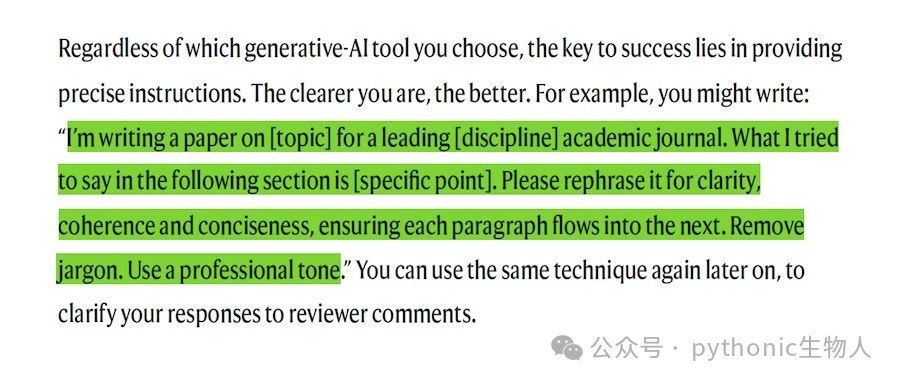 Regardless of which generative-AI tool you choose, the key to success lies in providing
precise instructions. The clearer you are, the better. For example, you might write:
“I’m writing a paper on [topic] for a leading [discipline] academic journal. What I tried
to say in the following section is [specific point]. Please rephrase it for clarity,
coherence and conciseness, ensuring each paragraph flows into the next. Remove
jargon. Use a professional tone.” You can use the same technique again later on, to
clarify your responses to reviewer comments.
公众号 · pythonic生物人